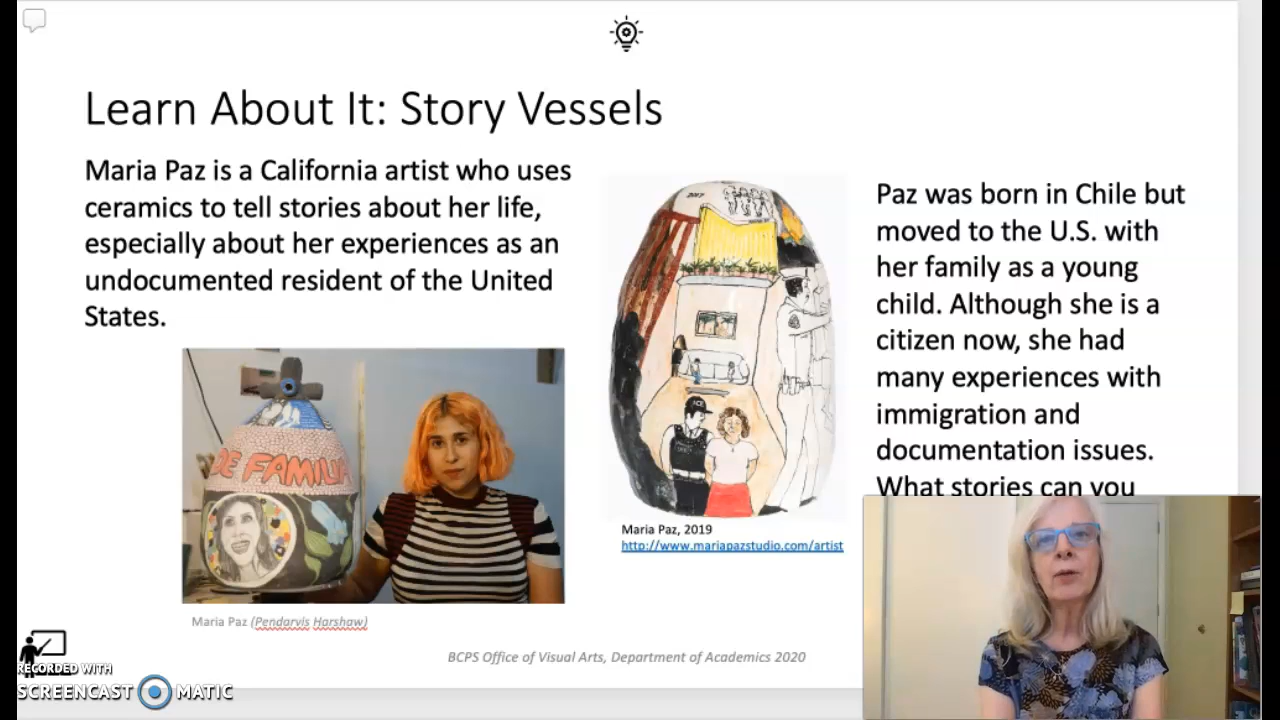 Learn About It: Story Vessels
Maria Paz is a California artist who uses
ceramics to tell stories about her life,
especially about her experiences as an
undocumented resident of the United
States.
DE FAMILIA
Maria Paz (Pendarvis Harshaw)
2019
ICE
Maria Paz, 2019
http://www.mariapazstudio.com/artist
Paz was born in Chile but
moved to the U.S. with
her family as a young
child. Although she is a
citizen now, she had
many experiences with
immigration and
documentation issues.
What stories can you
BCPS Office of Visual Arts, Department of Academics 2020
RECORDED WITH
SCREENCAST MATIC